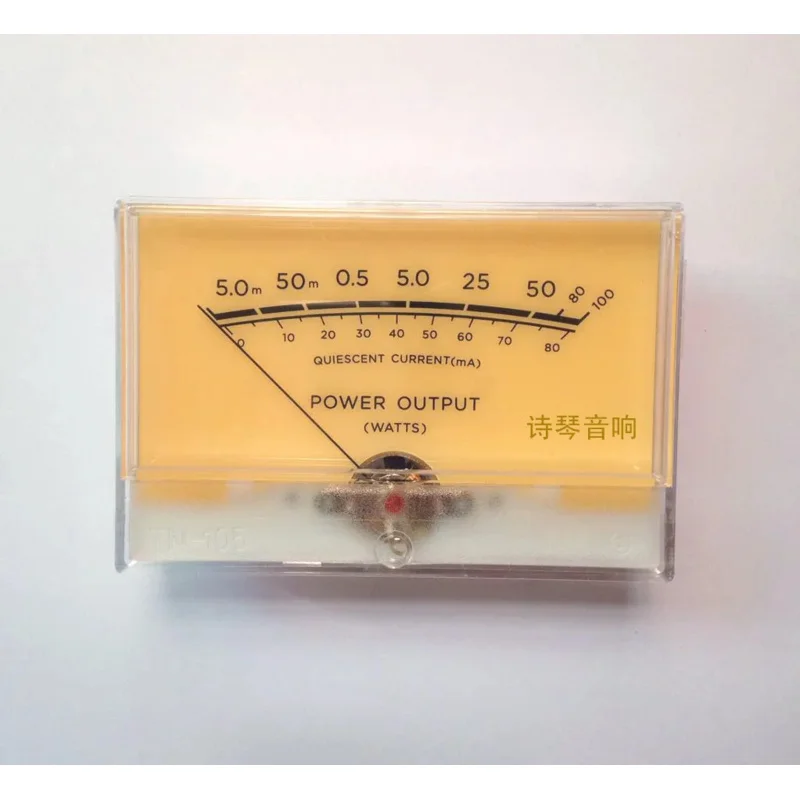 5.0m 50m 0.5 5.0 25 50 80 100
0 10 20 30 40 50 60 70 80
QUIESCENT CURRENT(mA)
POWER OUTPUT
(WATTS)
诗琴音响